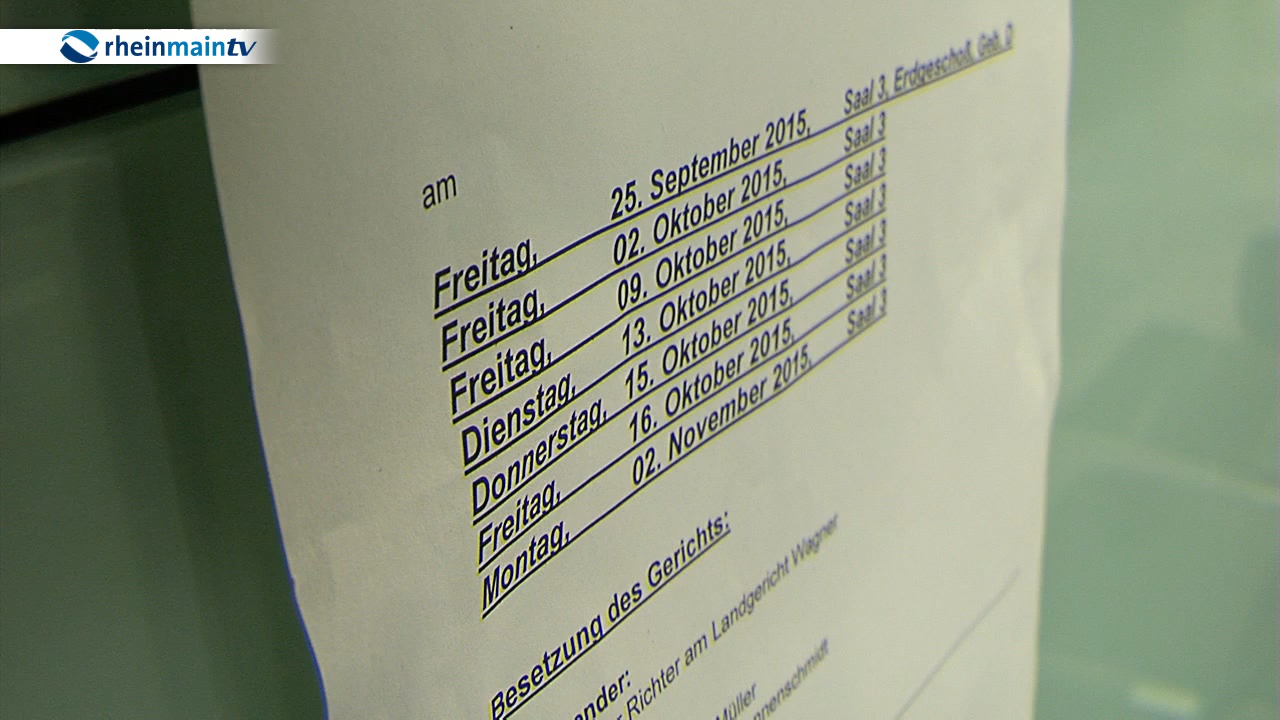 rheinmaintv
am
Freitag, 25. September 2015, Saal 3, Erdgeschoß, Geb. D
Freitag, 02. Oktober 2015, Saal 3
Freitag, 09. Oktober 2015, Saal 3
Dienstag, 13. Oktober 2015, Saal 3
Donnerstag, 15. Oktober 2015, Saal 3
Freitag, 16. Oktober 2015, Saal 3
Montag, 02. November 2015, Saal 3
Besetzung des Gerichts:
ender:
Richter am Landgericht Wagner
Müller
nenschmidt